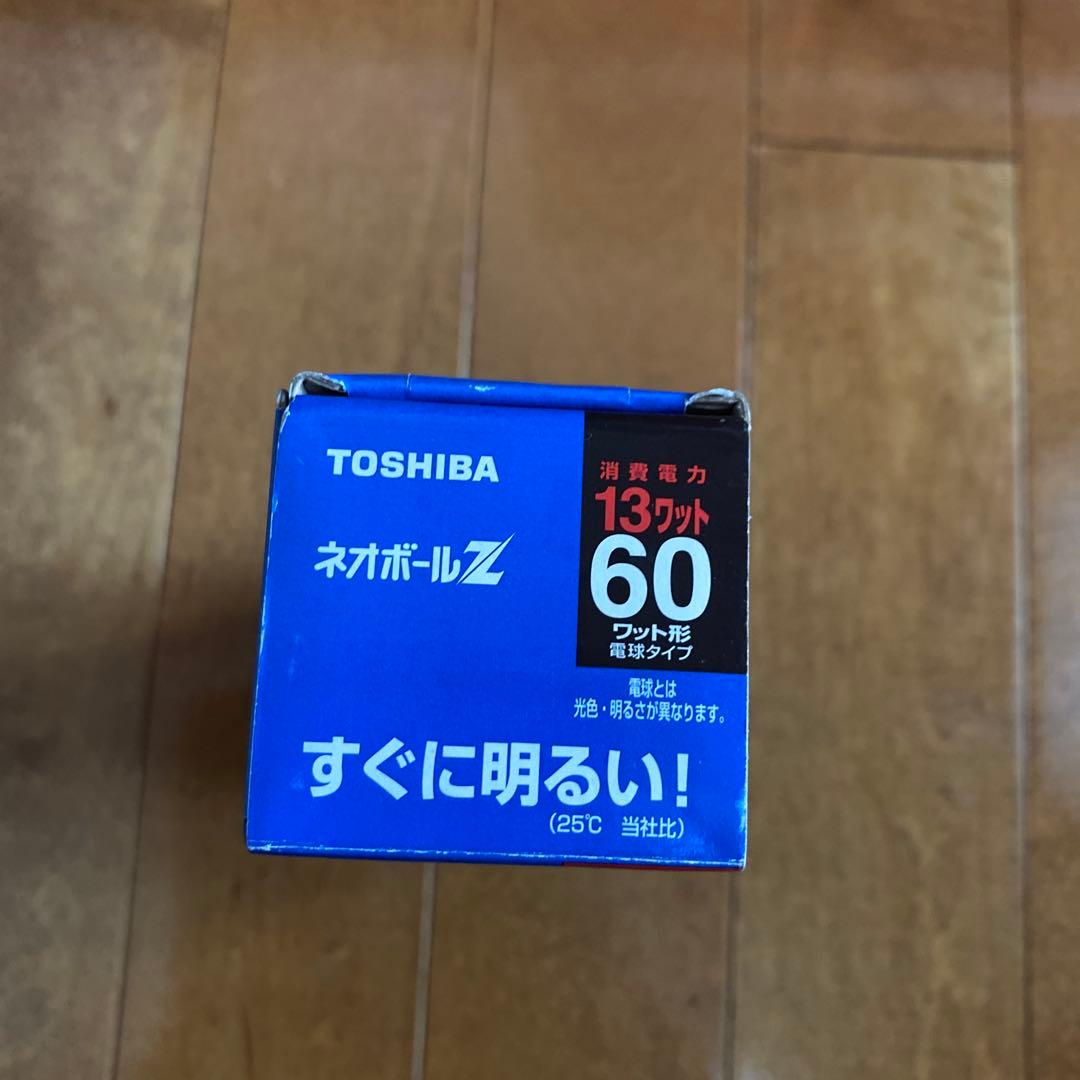 TOSHIBA
ネオボールZ
消費電力
13ワット
60
ワット形
電球タイプ
電球とは
光色・明るさが異なります。
すぐに明るい!
(25℃ 当社比)